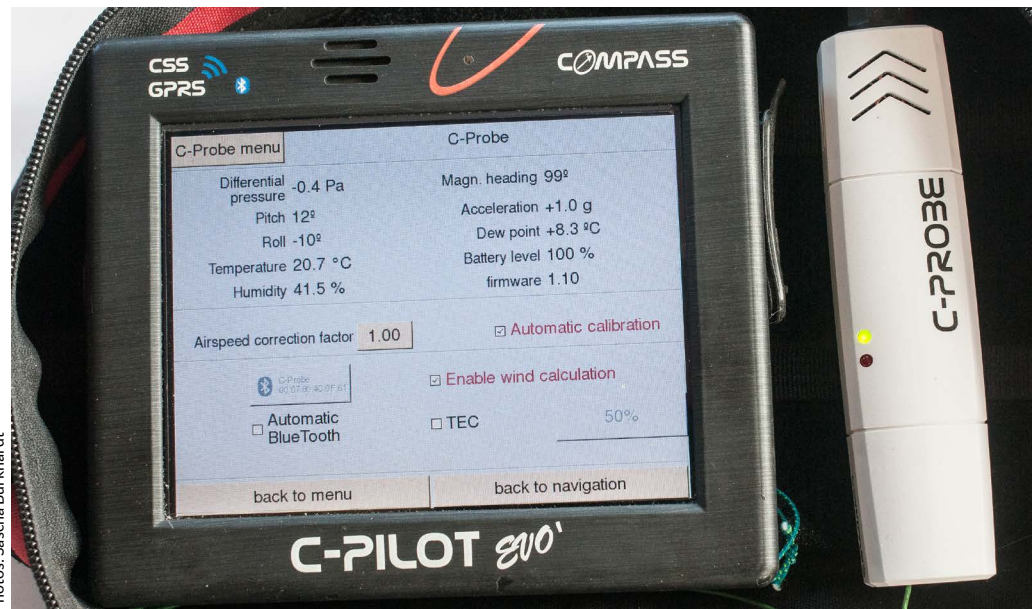 CSS
GPRS
COMPASS
C-Probe menu
C-Probe
Differential pressure -0.4 Pa
Pitch 12º
Roll -10º
Temperature 20.7 °C
Humidity 41.5 %
Magn. heading 99º
Acceleration +1.0 g
Dew point +8.3 ºC
Battery level 100 %
firmware 1.10
Airspeed correction factor 1.00
Automatic calibration
C-Probe
Enable wind calculation
Automatic
BlueTooth
TEC
50%
back to menu
back to navigation
C-PILOT EVO'
C-PROBE
Sascha Burkhardt